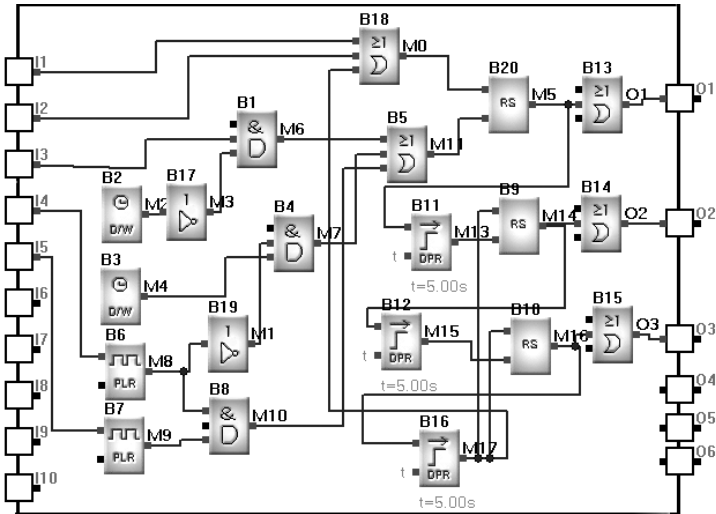 B18
I1
≥1
M0
B20
B13
I2
RS
M5
≥1
O1
O1
B1
B5
I3
&
M6
≥1
M11
B2
B17
M2
1
M3
D/W
B4
B9
B14
I4
&
M7
B11
RS
M14
≥1
O2
O2
M13
t
DPR
I5
B3
M4
t=5.00s
D/W
I6
B19
B12
B10
B15
B6
1
M1
M15
RS
M16
≥1
O3
O3
I7
M8
t
DPR
PLR
t=5.00s
I8
B7
B8
O4
M9
&
M10
B16
O5
I9
PLR
M17
O6
t
DPR
I10
t=5.00s